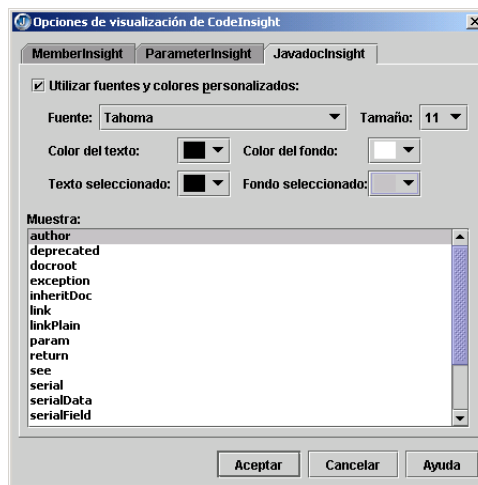 Opciones de visualización de CodeInsight
MemberInsight ParameterInsight JavadocInsight
Utilizar fuentes y colores personalizados:
Fuente: Tahoma Tamaño: 11
Color del texto: Color del fondo:
Texto seleccionado: Fondo seleccionado:
Muestra:
author
deprecated
docroot
exception
inheritDoc
link
linkPlain
param
return
see
serial
serialData
serialField
Aceptar Cancelar Ayuda